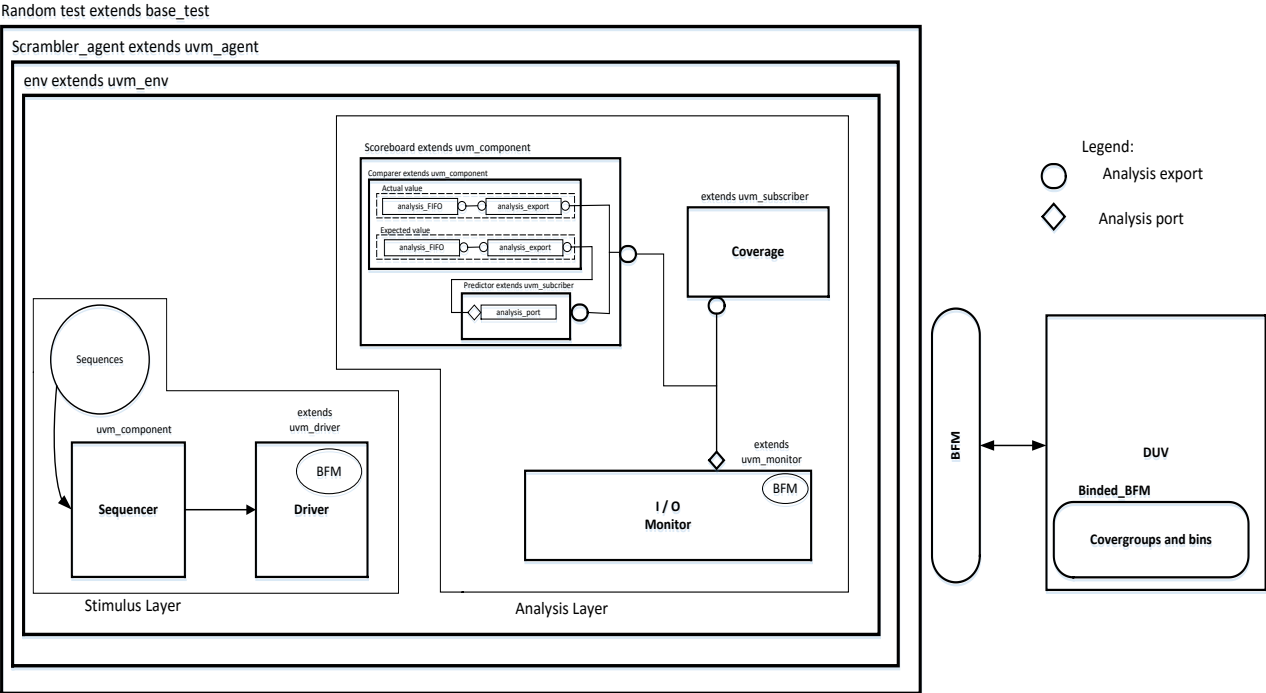 Random test extends base_test
Scrambler_agent extends uvm_agent
env extends uvm_env
Scoreboard extends uvm_component
Comparer extends uvm_component
Actual value
analysis_FIFO
analysis_export
Expected value
analysis_FIFO
analysis_export
Predictor extends uvm_subcriber
analysis_port
extends uvm_subscriber
Coverage
Legend:
Analysis export
Analysis port
Sequences
uvm_component
Sequencer
extends
uvm_driver
BFM
Driver
extends
uvm_monitor
BFM
I / O
Monitor
Stimulus Layer
Analysis Layer
BFM
DUV
Binded_BFM
Covergroups and bins